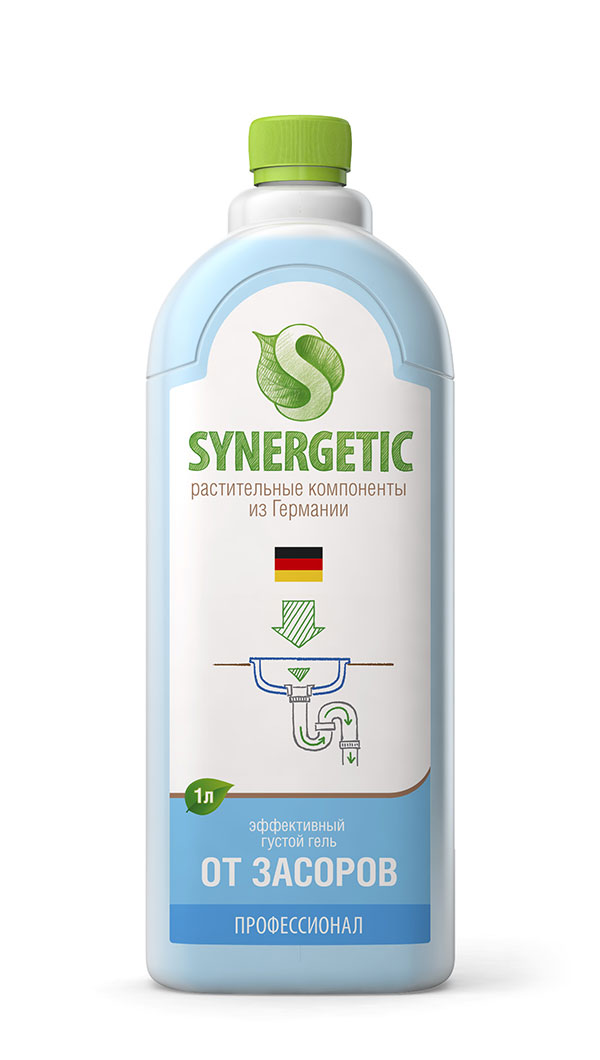 SYNERGETIC
растительные компоненты
из Германии
1л
эффективный
густой гель
ОТ ЗАСОРОВ
ПРОФЕССИОНАЛ